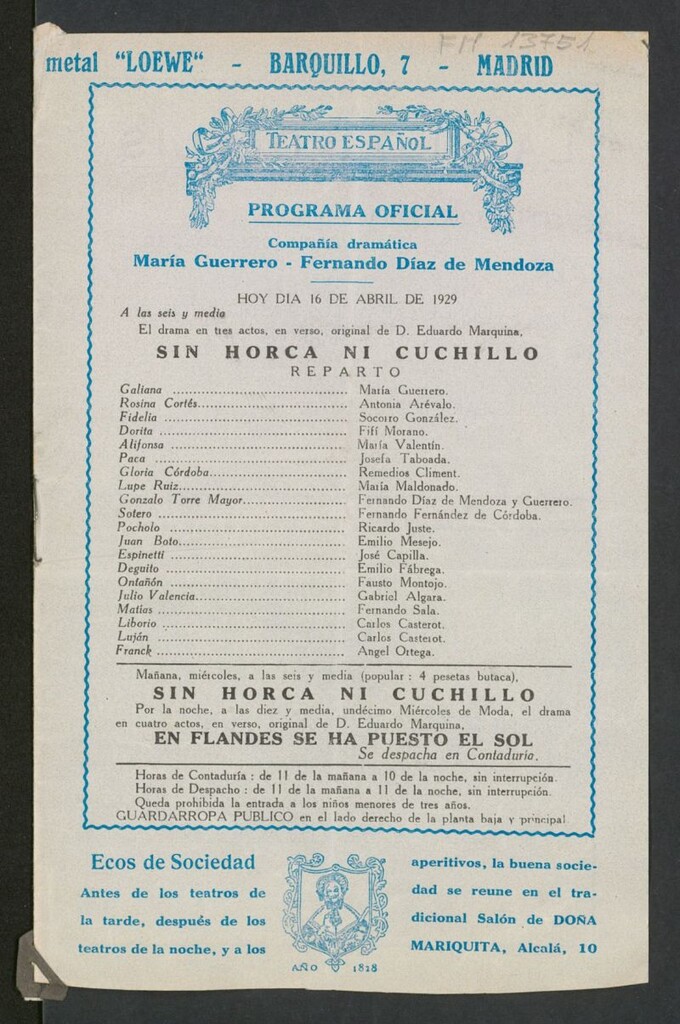 FM 13751
metal "LOEWE" - BARQUILLO, 7 - MADRID
TEATRO ESPAÑOL
PROGRAMA OFICIAL
Compañía dramática
María Guerrero - Fernando Díaz de Mendoza
HOY DIA 16 DE ABRIL DE 1929
A las seis y media
El drama en tres actos, en verso, original de D. Eduardo Marquina,
SIN HORCA NI CUCHILLO
REPARTO
Galiana ........ María Guerrero.
Rosina Cortés........ Antonia Arévalo.
Fidelia ........ Socorro González.
Dorita ........ Fifí Morano.
Alifonsa ........ María Valentín.
Paca ........ Josefa Taboada.
Gloria Córdoba........ Remedios Climent.
Lupe Ruiz........ María Maldonado.
Gonzalo Torre Mayor........ Fernando Díaz de Mendoza y Guerrero.
Sotero ........ Fernando Fernández de Córdoba.
Pocholo ........ Ricardo Juste.
Juan Boto........ Emilio Mesejo.
Espinetti ........ José Capilla.
Deguito ........ Emilio Fábrega.
Ontañón ........ Fausto Montojo.
Julio Valencia........ Gabriel Algara.
Matías ........ Fernando Sala.
Liborio ........ Carlos Casterot.
Luján ........ Carlos Casterot.
Franck ........ Angel Ortega.
Mañana, miércoles, a las seis y media (popular : 4 pesetas butaca),
SIN HORCA NI CUCHILLO
Por la noche, a las diez y media, undécimo Miércoles de Moda, el drama
en cuatro actos, en verso, original de D. Eduardo Marquina,
EN FLANDES SE HA PUESTO EL SOL
Se despacha en Contaduría.
Horas de Contaduría : de 11 de la mañana a 10 de la noche, sin interrupción.
Horas de Despacho : de 11 de la mañana a 11 de la noche, sin interrupción.
Queda prohibida la entrada a los niños menores de tres años.
GUARDARROPA PUBLICO en el lado derecho de la planta baja y principal
Ecos de Sociedad
Antes de los teatros de
la tarde, después de los
teatros de la noche, y a los
AÑO 1828
aperitivos, la buena socie-
dad se reune en el tra-
dicional Salón de DOÑA
MARIQUITA, Alcalá, 10